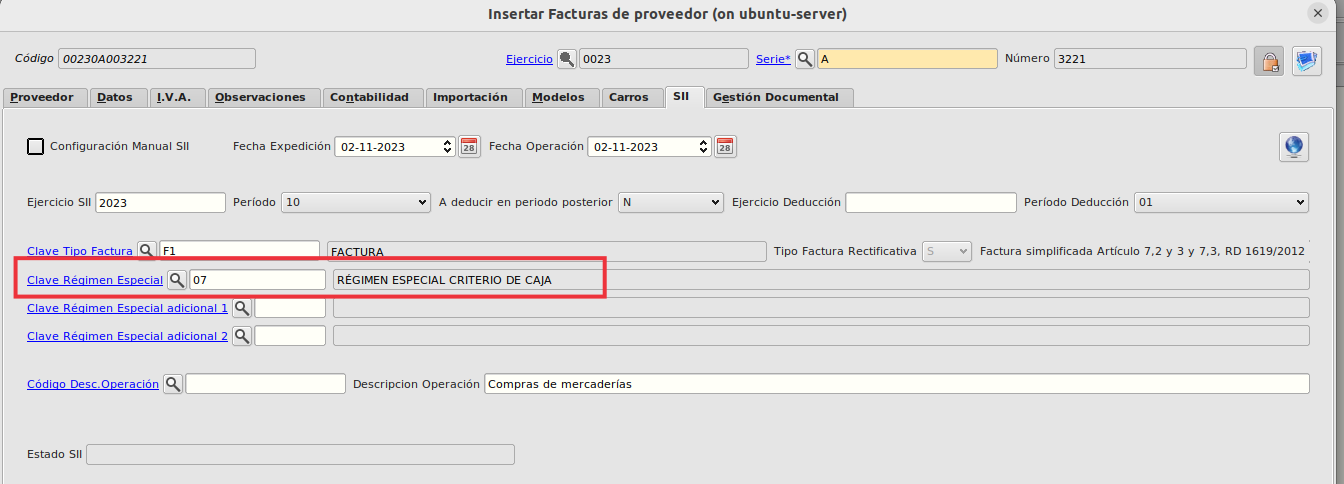 Insertar Facturas de proveedor (on ubuntu-server)
Código 00230A003221 Ejercicio 0023 Serie* A Número 3221
Proveedor Datos I.V.A. Observaciones Contabilidad Importación Modelos Carros SII Gestión Documental
Configuración Manual SII Fecha Expedición 02-11-2023 28 Fecha Operación 02-11-2023 28
Ejercicio SII 2023 Período 10 A deducir en periodo posterior N Ejercicio Deducción Período Deducción 01
Clave Tipo Factura F1 FACTURA Tipo Factura Rectificativa S Factura simplificada Artículo 7,2 y 3 y 7,3, RD 1619/2012
Clave Régimen Especial 07 RÉGIMEN ESPECIAL CRITERIO DE CAJA
Clave Régimen Especial adicional 1
Clave Régimen Especial adicional 2
Código Desc.Operación Descripcion Operación Compras de mercaderías
Estado SII